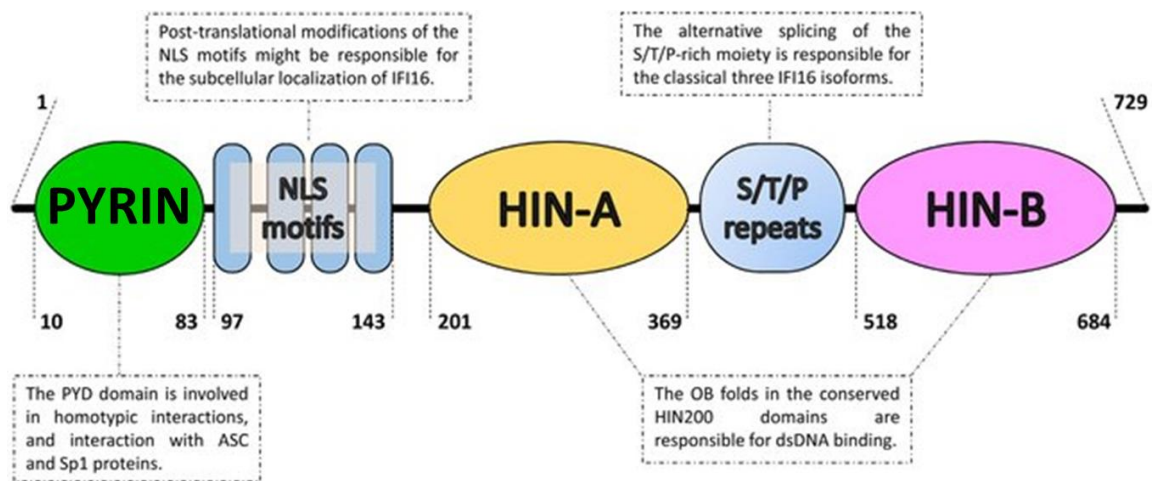 Post-translational modifications of the
NLS motifs might be responsible for
the subcellular localization of IFI16.
The alternative splicing of the
S/T/P-rich moiety is responsible for
the classical three IFI16 isoforms.
1
729
PYRIN
NLS
motifs
HIN-A
S/T/P
repeats
HIN-B
10
83
97
143
201
369
518
684
The PYD domain is involved
in homotypic interactions,
and interaction with ASC
and Sp1 proteins.
The OB folds in the conserved
HIN200 domains are
responsible for dsDNA binding.